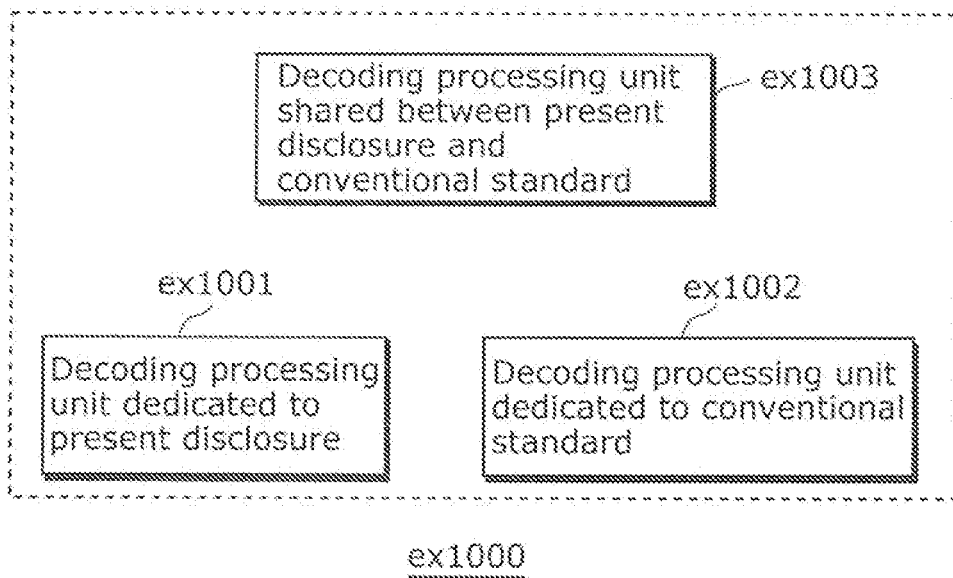 Decoding processing unit
shared between present
disclosure and
conventional standard
ex1003
ex1001
Decoding processing
unit dedicated to
present disclosure
ex1002
Decoding processing unit
dedicated to conventional
standard
ex1000